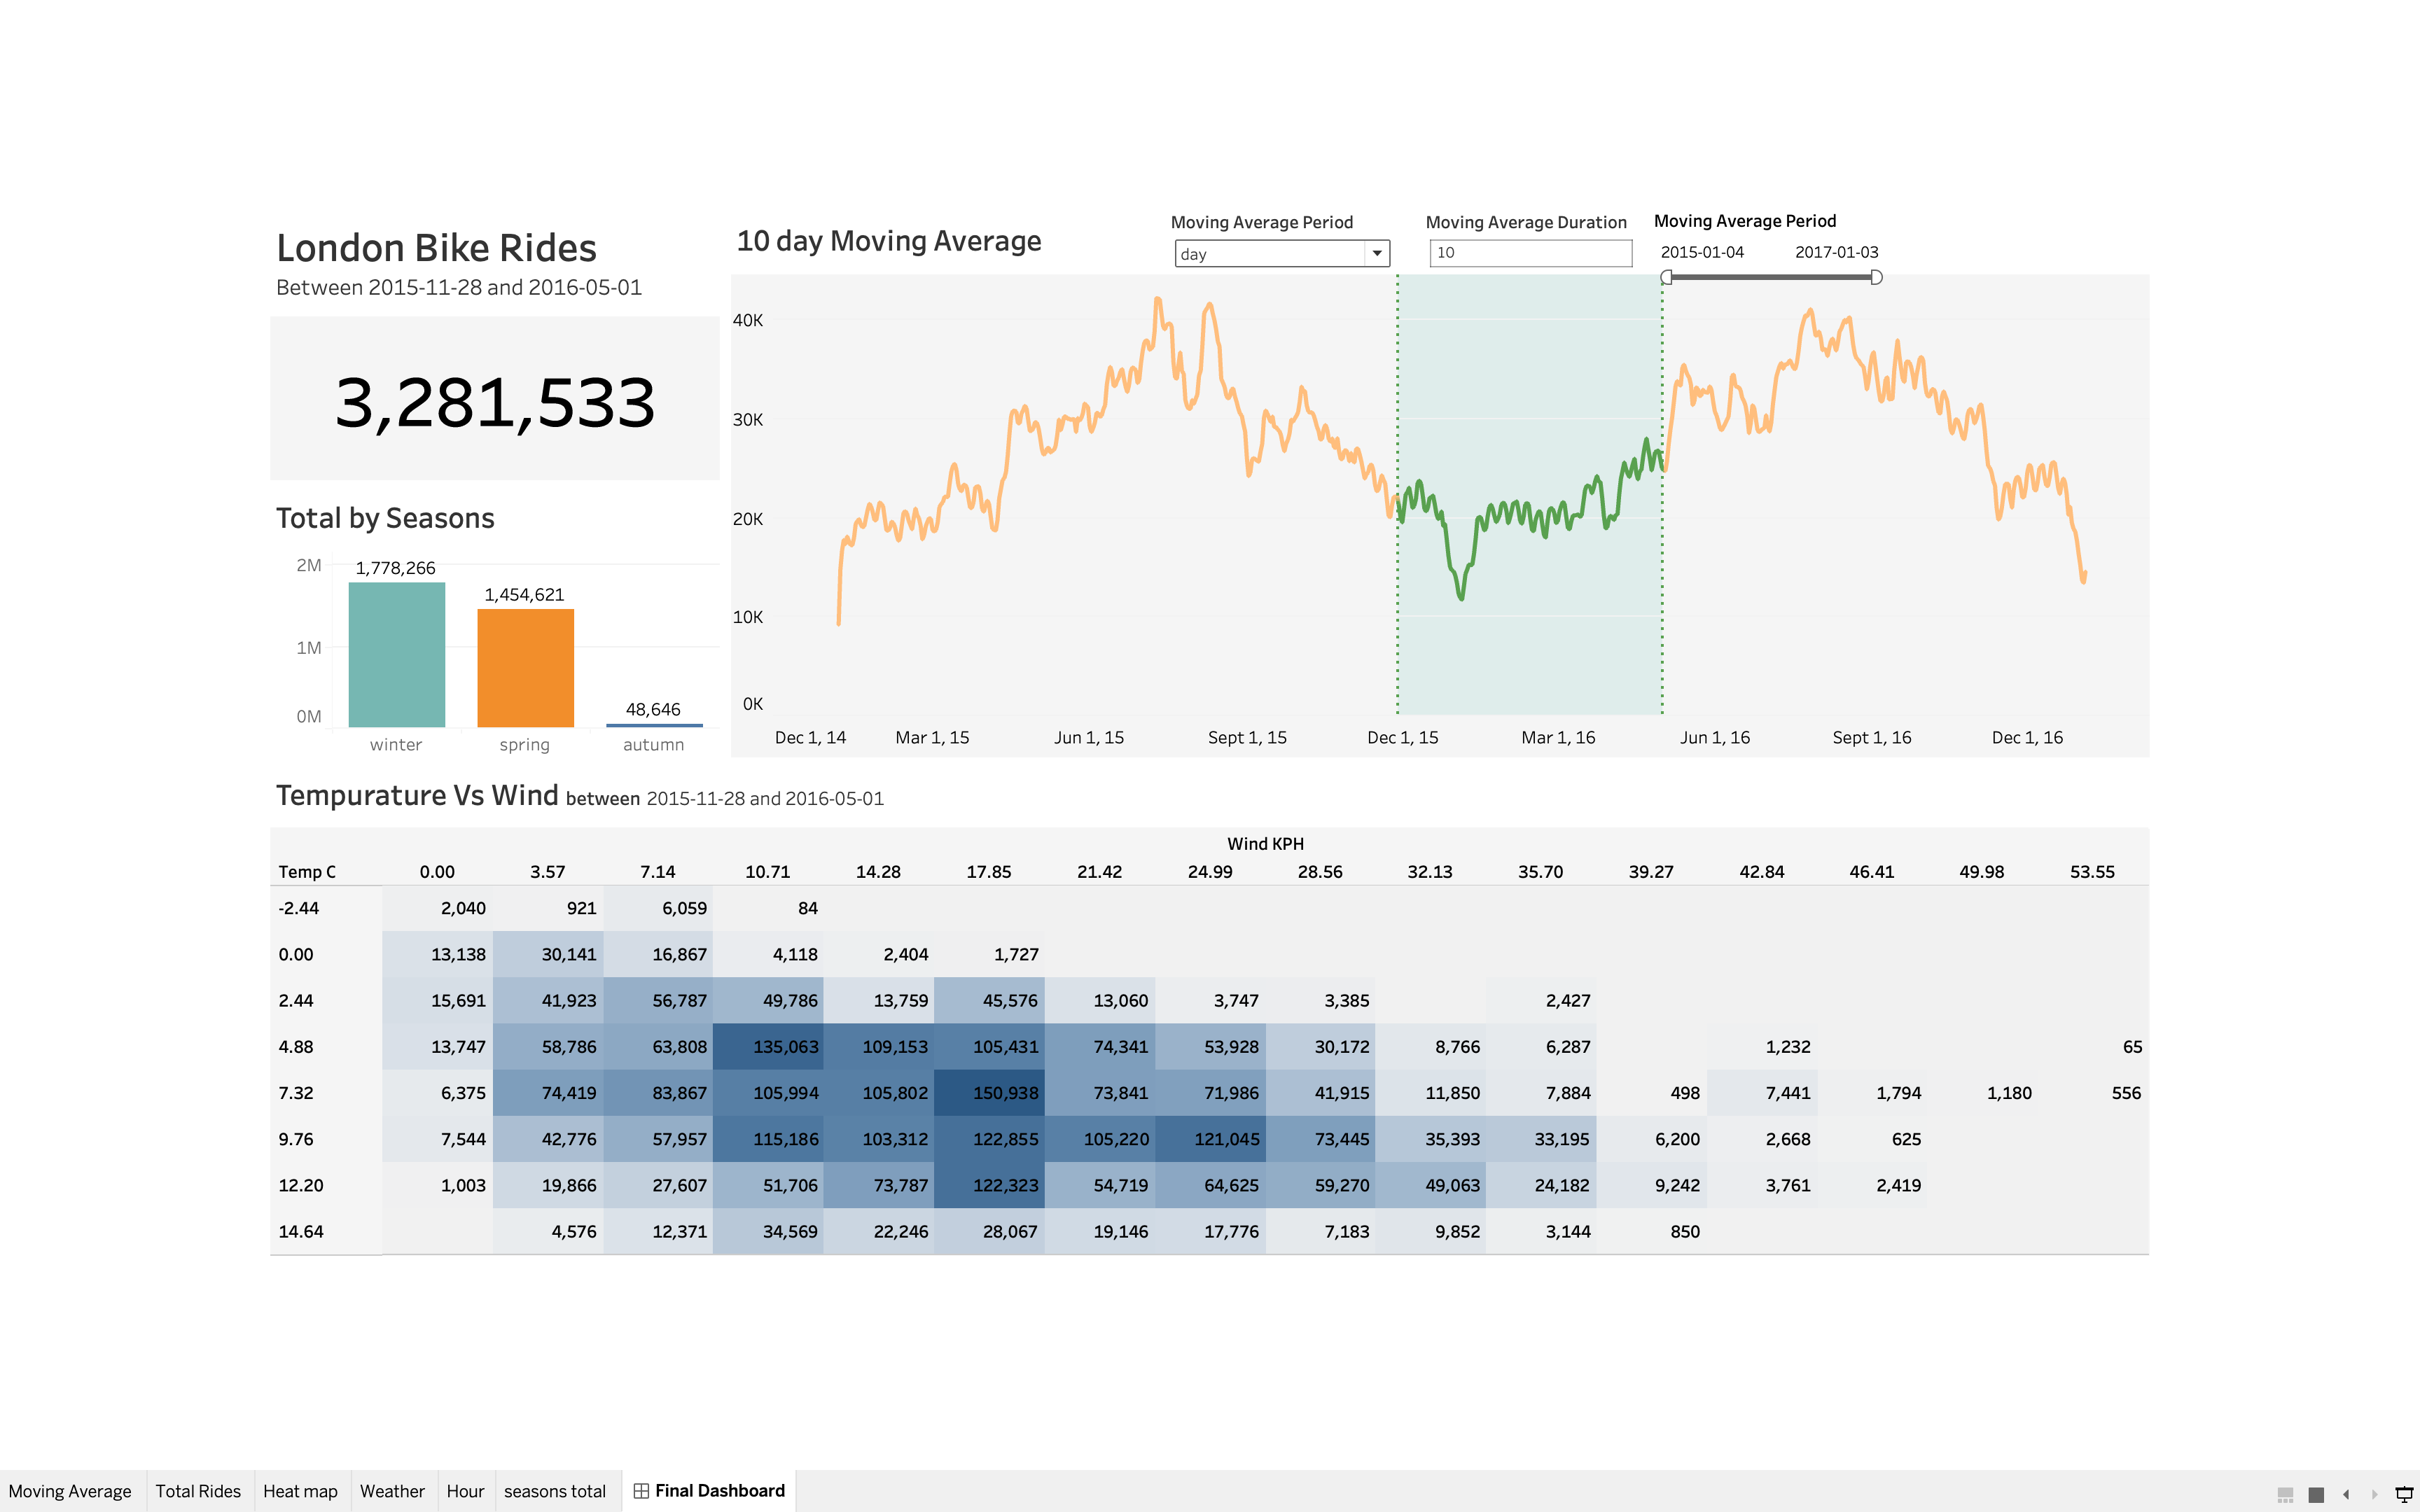 London Bike Rides
Between 2015-11-28 and 2016-05-01
3,281,533
Total by Seasons
2M
1M
0M
1,778,266
1,454,621
48,646
winter spring autumn
10 day Moving Average
Moving Average Period
day
Moving Average Duration
10
Moving Average Period
2015-01-04 2017-01-03
40K
30K
20K
10K
0K
Dec 1, 14 Mar 1, 15 Jun 1, 15 Sept 1, 15 Dec 1, 15 Mar 1, 16 Jun 1, 16 Sept 1, 16 Dec 1, 16
Tempurature Vs Wind between 2015-11-28 and 2016-05-01
Wind KPH
Temp C 0.00 3.57 7.14 10.71 14.28 17.85 21.42 24.99 28.56 32.13 35.70 39.27 42.84 46.41 49.98 53.55
-2.44 2,040 921 6,059 84
0.00 13,138 30,141 16,867 4,118 2,404 1,727
2.44 15,691 41,923 56,787 49,786 13,759 45,576 13,060 3,747 3,385 2,427
4.88 13,747 58,786 63,808 135,063 109,153 105,431 74,341 53,928 30,172 8,766 6,287 1,232 65
7.32 6,375 74,419 83,867 105,994 105,802 150,938 73,841 71,986 41,915 11,850 7,884 498 7,441 1,794 1,180 556
9.76 7,544 42,776 57,957 115,186 103,312 122,855 105,220 121,045 73,445 35,393 33,195 6,200 2,668 625
12.20 1,003 19,866 27,607 51,706 73,787 122,323 54,719 64,625 59,270 49,063 24,182 9,242 3,761 2,419
14.64 4,576 12,371 34,569 22,246 28,067 19,146 17,776 7,183 9,852 3,144 850
Moving Average Total Rides Heat map Weather Hour seasons total Final Dashboard